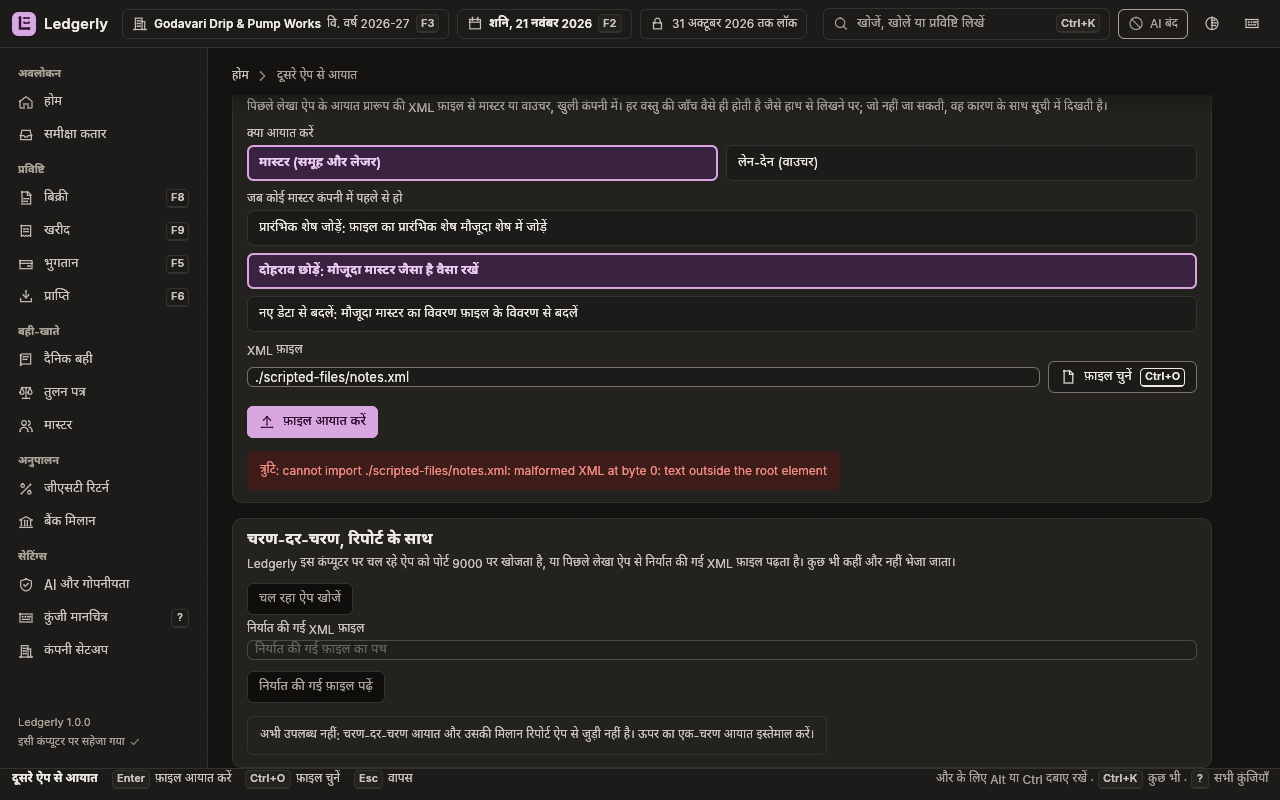 Ledgerly
Godavari Drip & Pump Works वि. वर्ष 2026-27 F3
शनि, 21 नवंबर 2026 F2
31 अक्टूबर 2026 तक लॉक
खोजें, खोलें या प्रविष्टि लिखें Ctrl+K
AI बंद
अवलोकन
होम
समीक्षा कतार
प्रविष्टि
बिक्री F8
खरीद F9
भुगतान F5
प्राप्ति F6
बही-खाते
दैनिक बही
तुलन पत्र
मास्टर
अनुपालन
जीएसटी रिटर्न
बैंक मिलान
सेटिंग्स
AI और गोपनीयता
कुंजी मानचित्र ?
कंपनी सेटअप
Ledgerly 1.0.0
इसी कंप्यूटर पर सहेजा गया
होम > दूसरे ऐप से आयात
पिछले लेखा ऐप के आयात प्रारूप की XML फ़ाइल से मास्टर या वाउचर, खुली कंपनी में। हर वस्तु की जाँच वैसे ही होती है जैसे हाथ से लिखने पर; जो नहीं जा सकती, वह कारण के साथ सूची में दिखती है।
क्या आयात करें
मास्टर (समूह और लेजर)
लेन-देन (वाउचर)
जब कोई मास्टर कंपनी में पहले से हो
प्रारंभिक शेष जोड़ें: फ़ाइल का प्रारंभिक शेष मौजूदा शेष में जोड़ें
दोहराव छोड़ें: मौजूदा मास्टर जैसा है वैसा रखें
नए डेटा से बदलें: मौजूदा मास्टर का विवरण फ़ाइल के विवरण से बदलें
XML फ़ाइल
./scripted-files/notes.xml
फ़ाइल चुनें Ctrl+O
फ़ाइल आयात करें
त्रुटि: cannot import ./scripted-files/notes.xml: malformed XML at byte 0: text outside the root element
चरण-दर-चरण, रिपोर्ट के साथ
Ledgerly इस कंप्यूटर पर चल रहे ऐप को पोर्ट 9000 पर खोजता है, या पिछले लेखा ऐप से निर्यात की गई XML फ़ाइल पढ़ता है। कुछ भी कहीं और नहीं भेजा जाता।
चल रहा ऐप खोजें
निर्यात की गई XML फ़ाइल
निर्यात की गई फ़ाइल का पथ
निर्यात की गई फ़ाइल पढ़ें
अभी उपलब्ध नहीं: चरण-दर-चरण आयात और उसकी मिलान रिपोर्ट ऐप से जुड़ी नहीं है। ऊपर का एक-चरण आयात इस्तेमाल करें।
दूसरे ऐप से आयात Enter फ़ाइल आयात करें Ctrl+O फ़ाइल चुनें Esc वापस
और के लिए Alt या Ctrl दबाए रखें · Ctrl+K कुछ भी · ? सभी कुंजियाँ